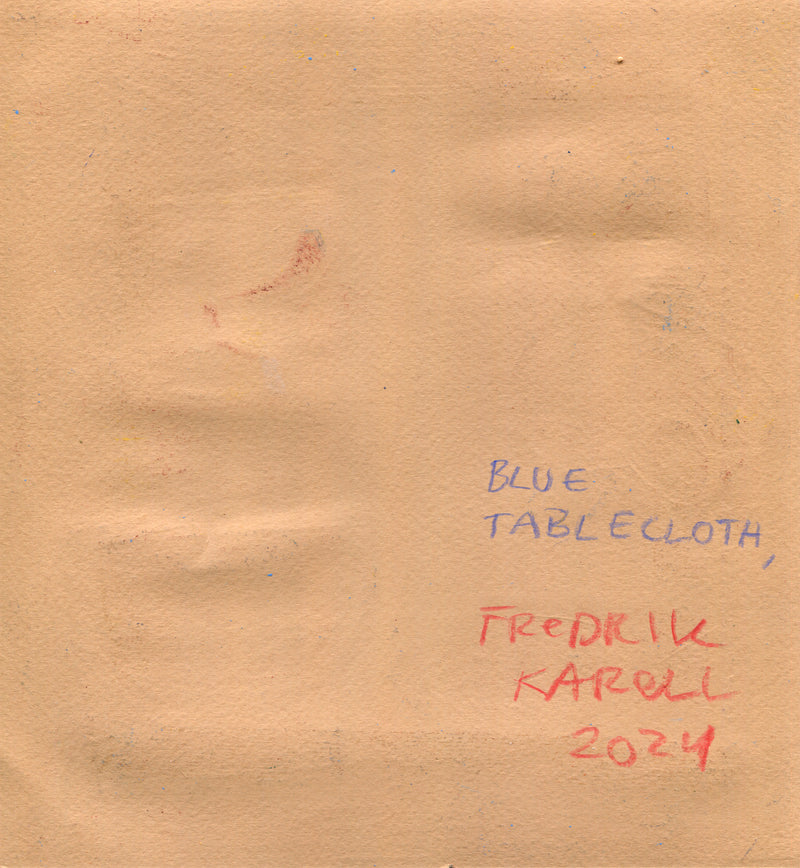 BLUE
TABLECLOTH,
FReDRIK
KARELL
2024